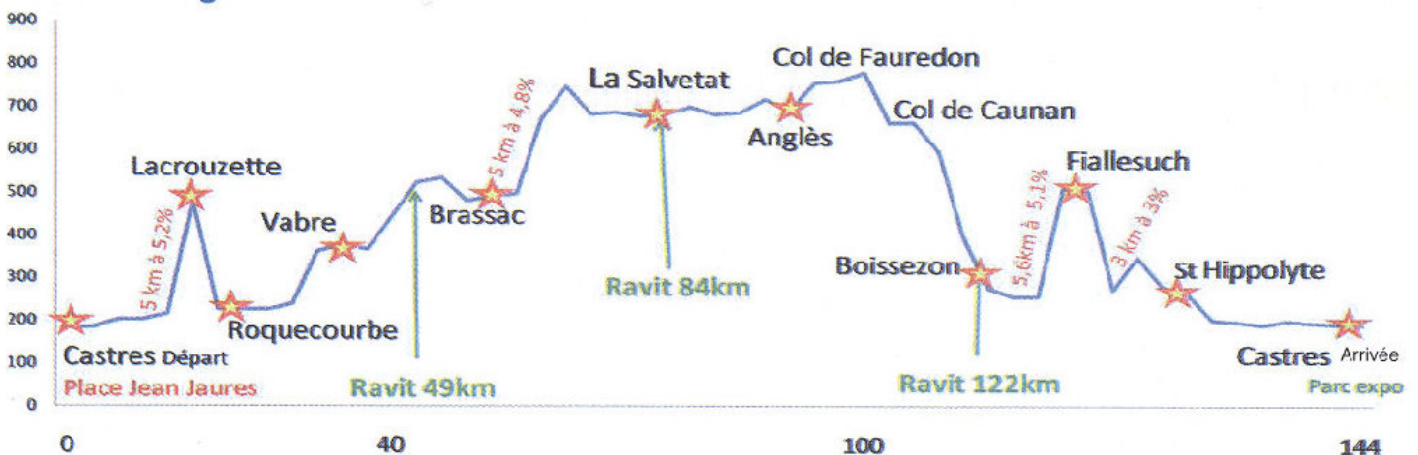 900
800
700
600
500
400
300
200
100
0
Castres Départ
Place Jean Jaures
5 km à 5,2%
Lacrouzette
Roquecourbe
Vabre
Ravit 49km
Brassac
5 km à 4,8%
La Salvetat
Ravit 84km
Anglès
Col de Fauredon
Col de Caunan
Boissezon
Ravit 122km
5,6km à 5,1%
Fiallesuch
3 km à 3%
St Hippolyte
Castres Arrivée
Parc expo
0
40
100
144